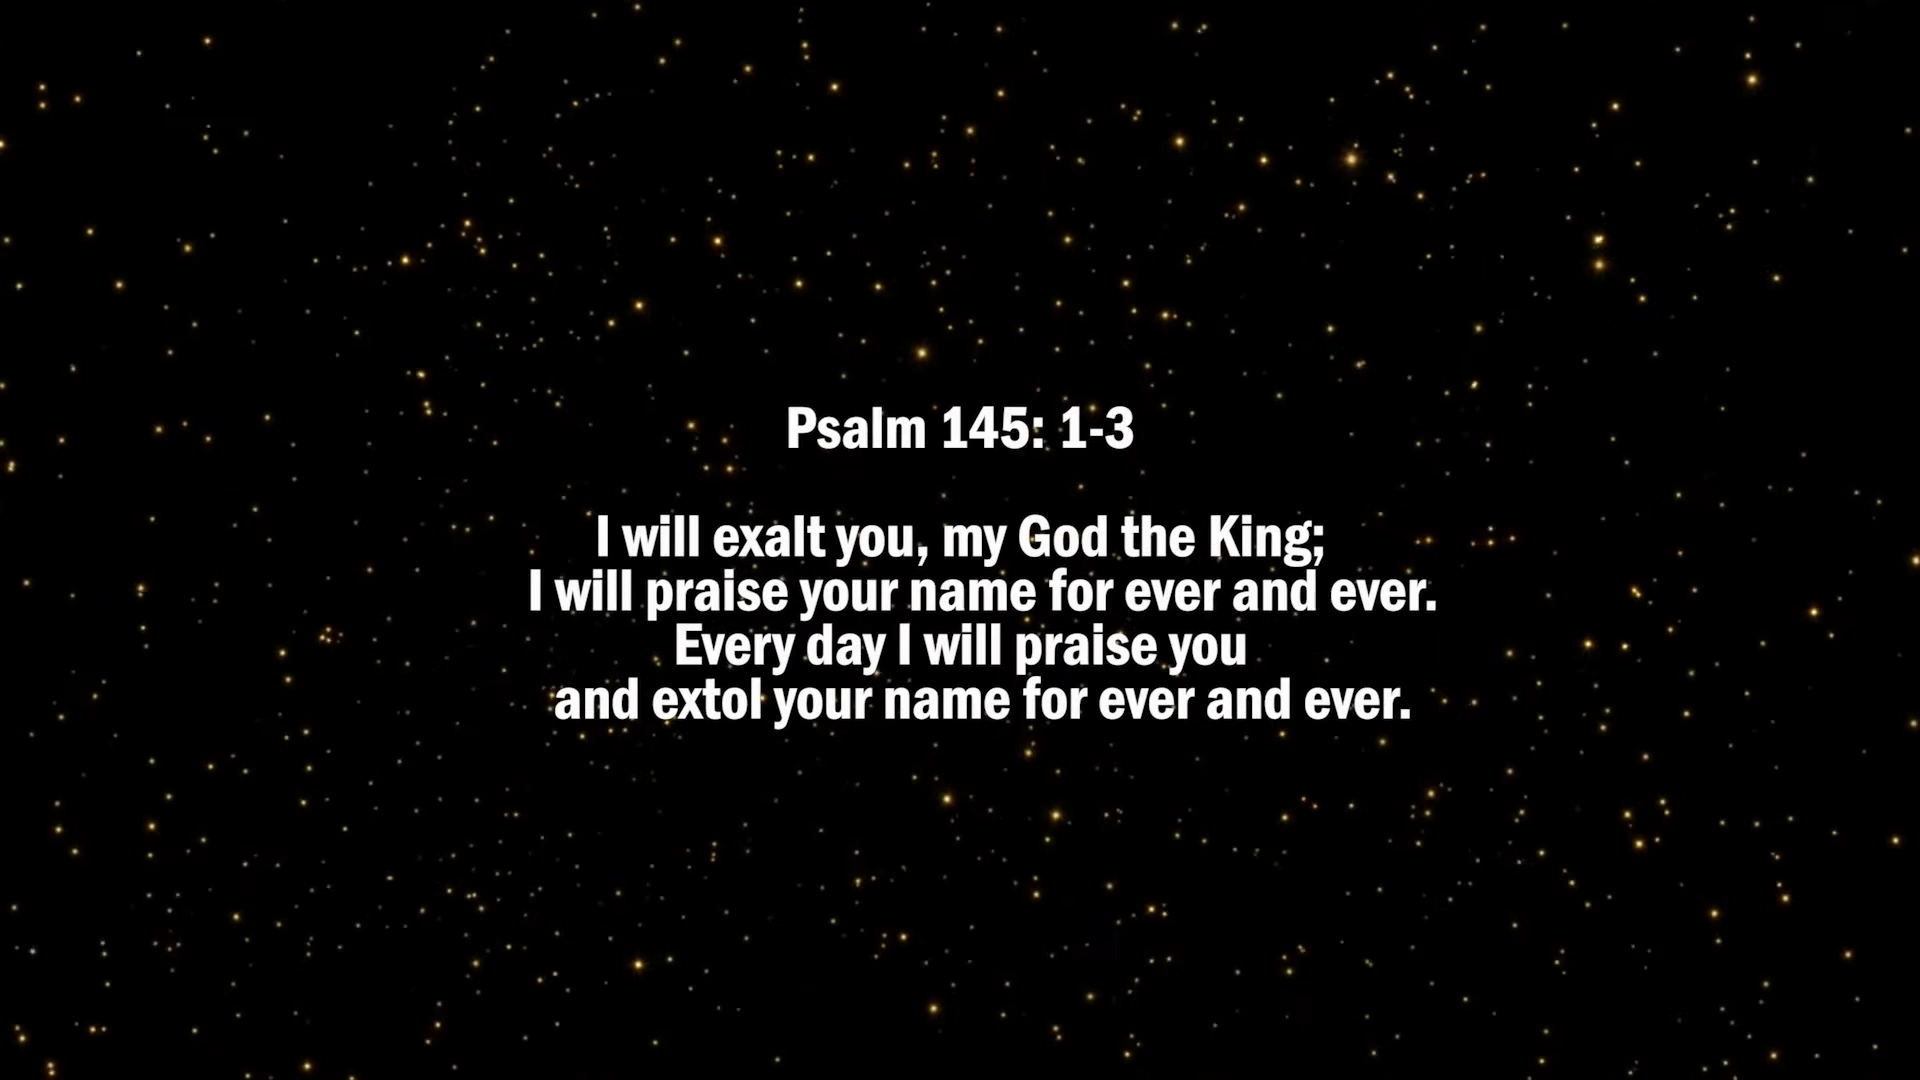 Psalm 145: 1-3
I will exalt you, my God the King;
I will praise your name for ever and ever.
Every day I will praise you
and extol your name for ever and ever.